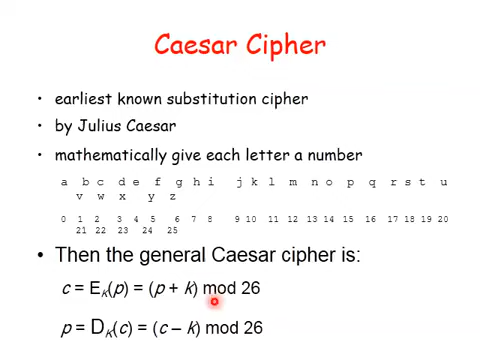 Caesar Cipher
• earliest known substitution cipher
• by Julius Caesar
• mathematically give each letter a number
a b c d e f g h i j k l m n o p q r s t u
v w x y z
0 1 2 3 4 5 6 7 8 9 10 11 12 13 14 15 16 17 18 19 20
21 22 23 24 25
• Then the general Caesar cipher is:
c = EK(p) = (p + k) mod 26
p = DK(c) = (c – k) mod 26